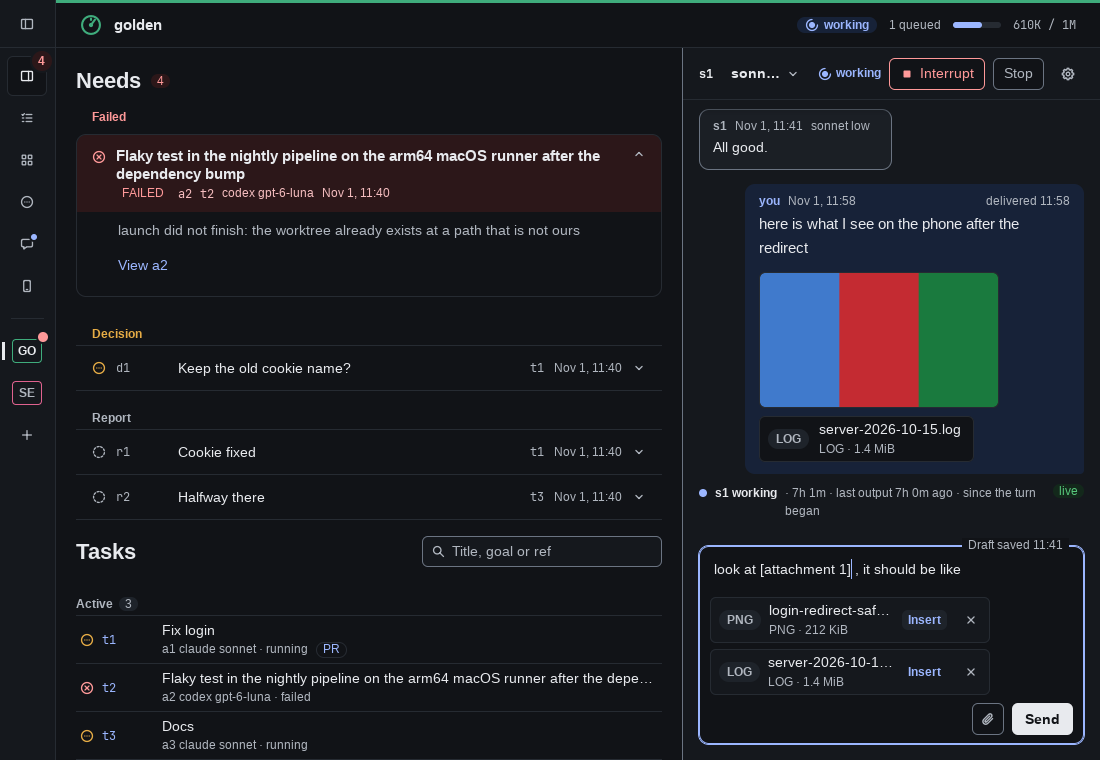 golden
working
1 queued
610K / 1M
4
GO
SE
Needs 4
Failed
Flaky test in the nightly pipeline on the arm64 macOS runner after the
dependency bump
FAILED a2 t2 codex gpt-6-luna Nov 1, 11:40
launch did not finish: the worktree already exists at a path that is not ours
View a2
Decision
d1 Keep the old cookie name? t1 Nov 1, 11:40
Report
r1 Cookie fixed t1 Nov 1, 11:40
r2 Halfway there t3 Nov 1, 11:40
Tasks
Title, goal or ref
Active 3
t1 Fix login
a1 claude sonnet · running PR
t2 Flaky test in the nightly pipeline on the arm64 macOS runner after the depe…
a2 codex gpt-6-luna · failed
t3 Docs
a3 claude sonnet · running
s1 sonn… working Interrupt Stop
s1 Nov 1, 11:41 sonnet low
All good.
you Nov 1, 11:58 delivered 11:58
here is what I see on the phone after the
redirect
LOG server-2026-10-15.log
LOG · 1.4 MiB
s1 working · 7h 1m · last output 7h 0m ago · since the turn
began
live
Draft saved 11:41
look at [attachment 1] , it should be like
PNG login-redirect-saf… Insert
PNG · 212 KiB
LOG server-2026-10-1… Insert
LOG · 1.4 MiB
Send